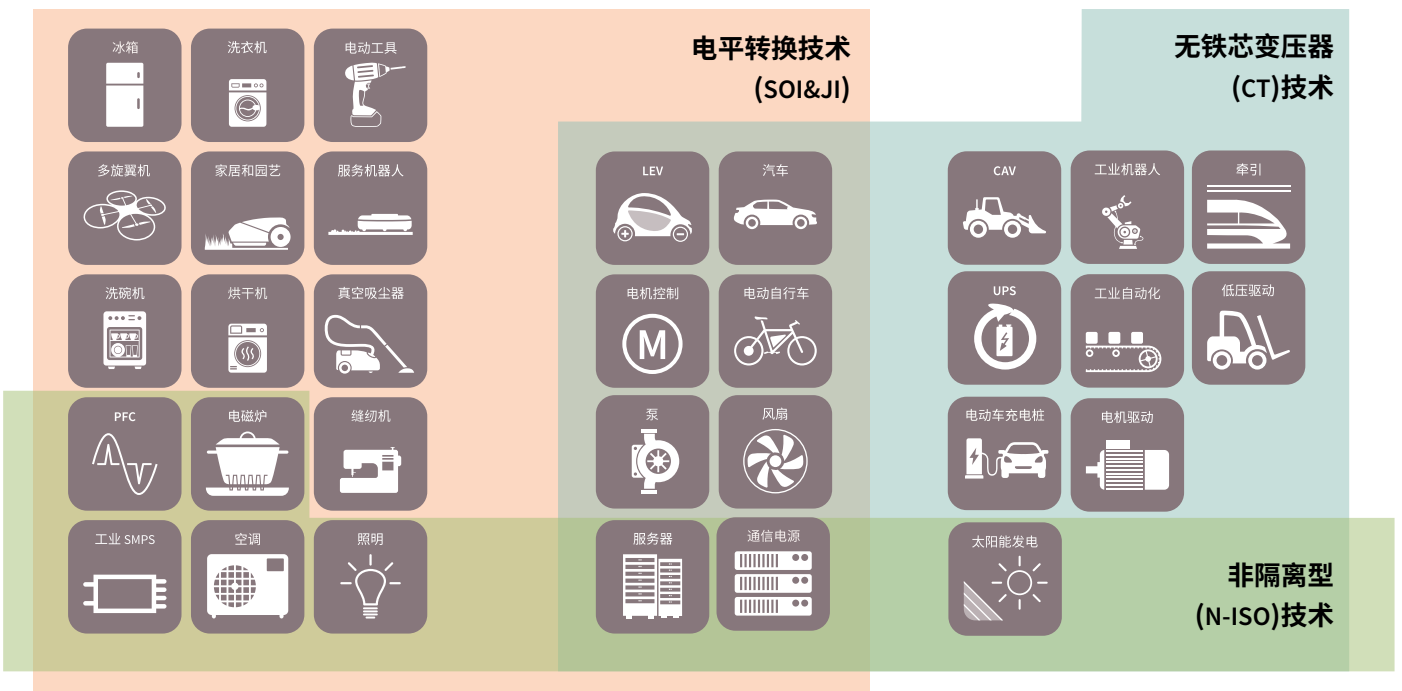 电平转换技术
(SOI&JI)
无铁芯变压器
(CT)技术
冰箱
洗衣机
电动工具
多旋翼机
家居和园艺
服务机器人
LEV
汽车
CAV
工业机器人
牵引
洗碗机
烘干机
真空吸尘器
电机控制
M
电动自行车
UPS
工业自动化
低压驱动
PFC
电磁炉
缝纫机
泵
风扇
电动车充电桩
电机驱动
工业 SMPS
空调
照明
服务器
通信电源
太阳能发电
非隔离型
(N-ISO)技术